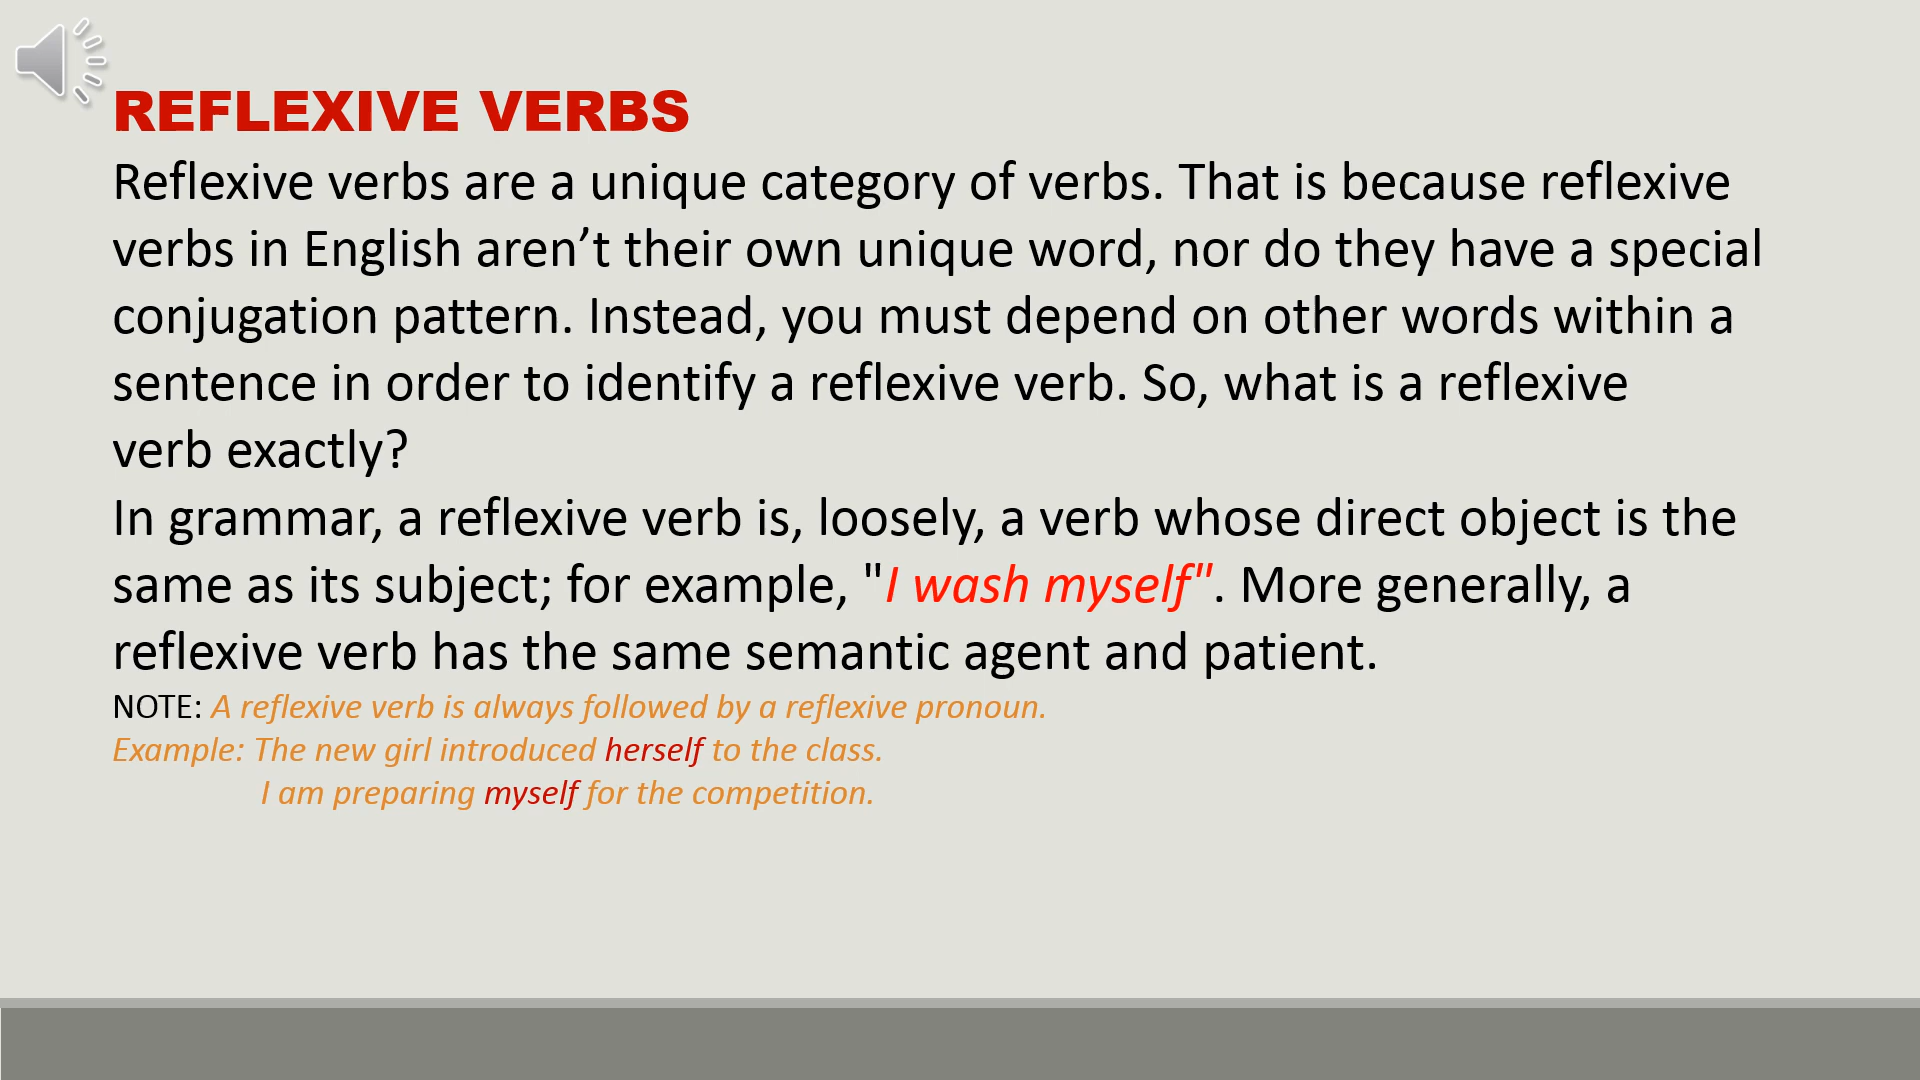 REFLEXIVE VERBS
Reflexive verbs are a unique category of verbs. That is because reflexive
verbs in English aren’t their own unique word, nor do they have a special
conjugation pattern. Instead, you must depend on other words within a
sentence in order to identify a reflexive verb. So, what is a reflexive
verb exactly?
In grammar, a reflexive verb is, loosely, a verb whose direct object is the
same as its subject; for example, "I wash myself". More generally, a
reflexive verb has the same semantic agent and patient.
NOTE: A reflexive verb is always followed by a reflexive pronoun.
Example: The new girl introduced herself to the class.
I am preparing myself for the competition.